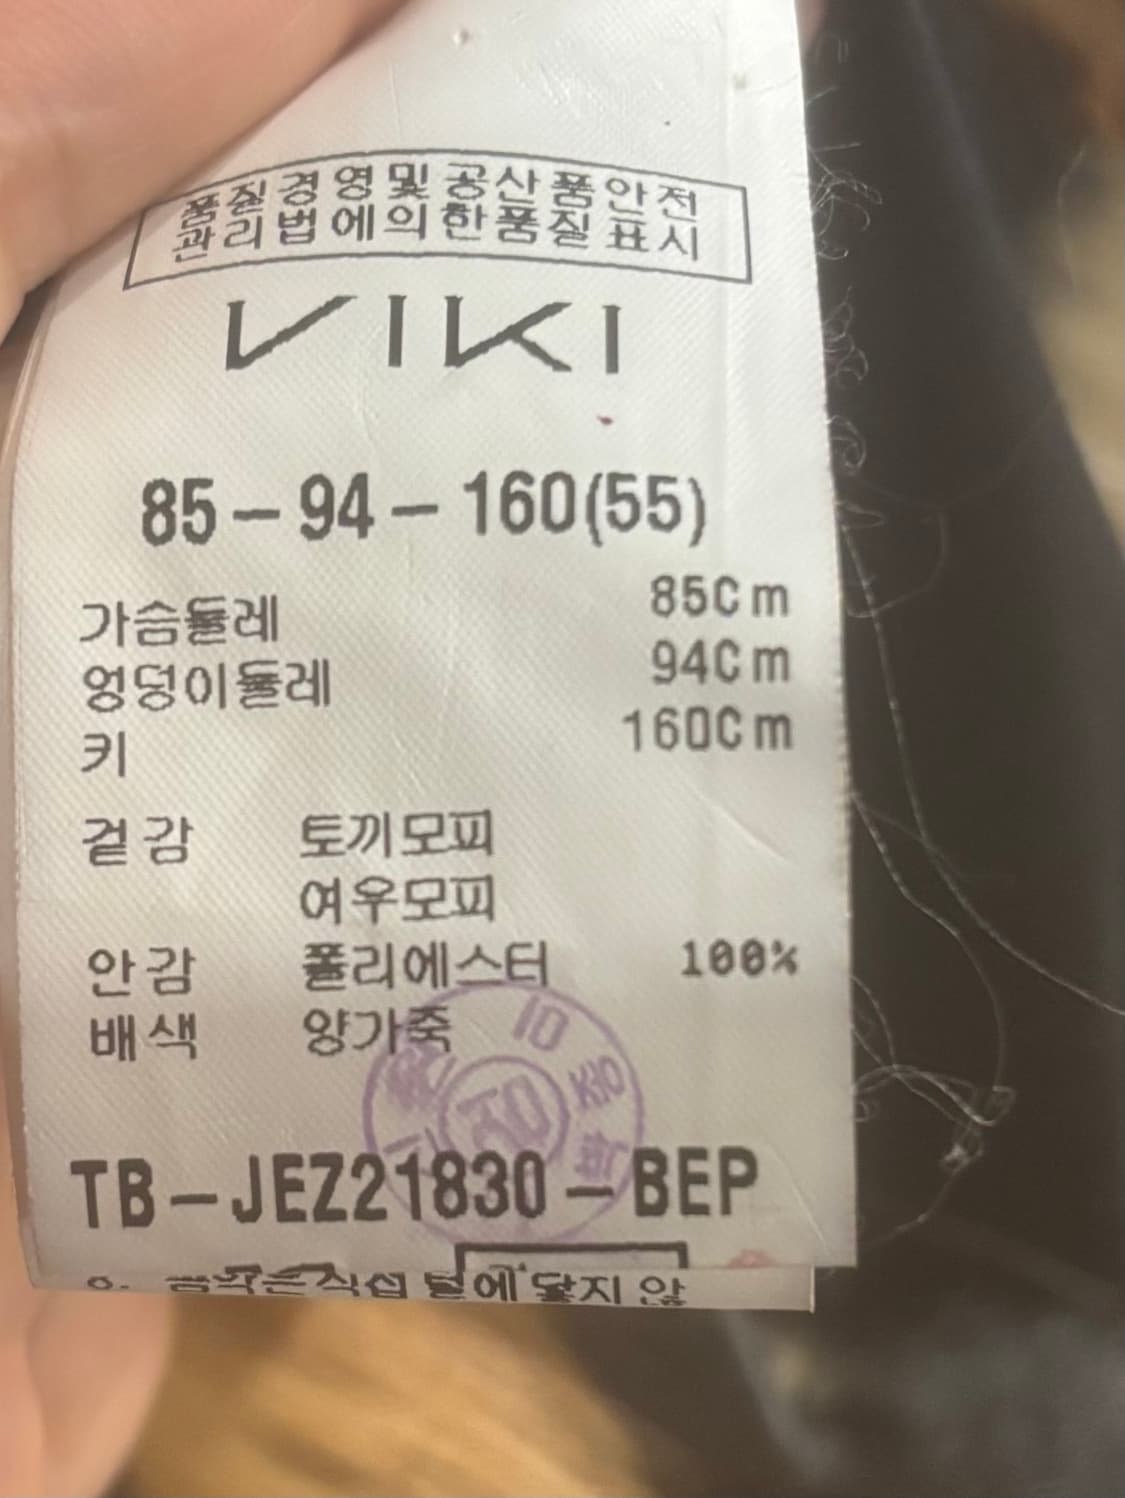 품질경영및공산품안전
관리법에의한품질표시
VIKI
85-94-160(55)
가슴둘레 85Cm
엉덩이둘레 94Cm
키 160Cm
겉감 토끼모피
여우모피
안감 폴리에스터 100%
배색 양가죽
TB-JEZ21830-BEP
에 닿지